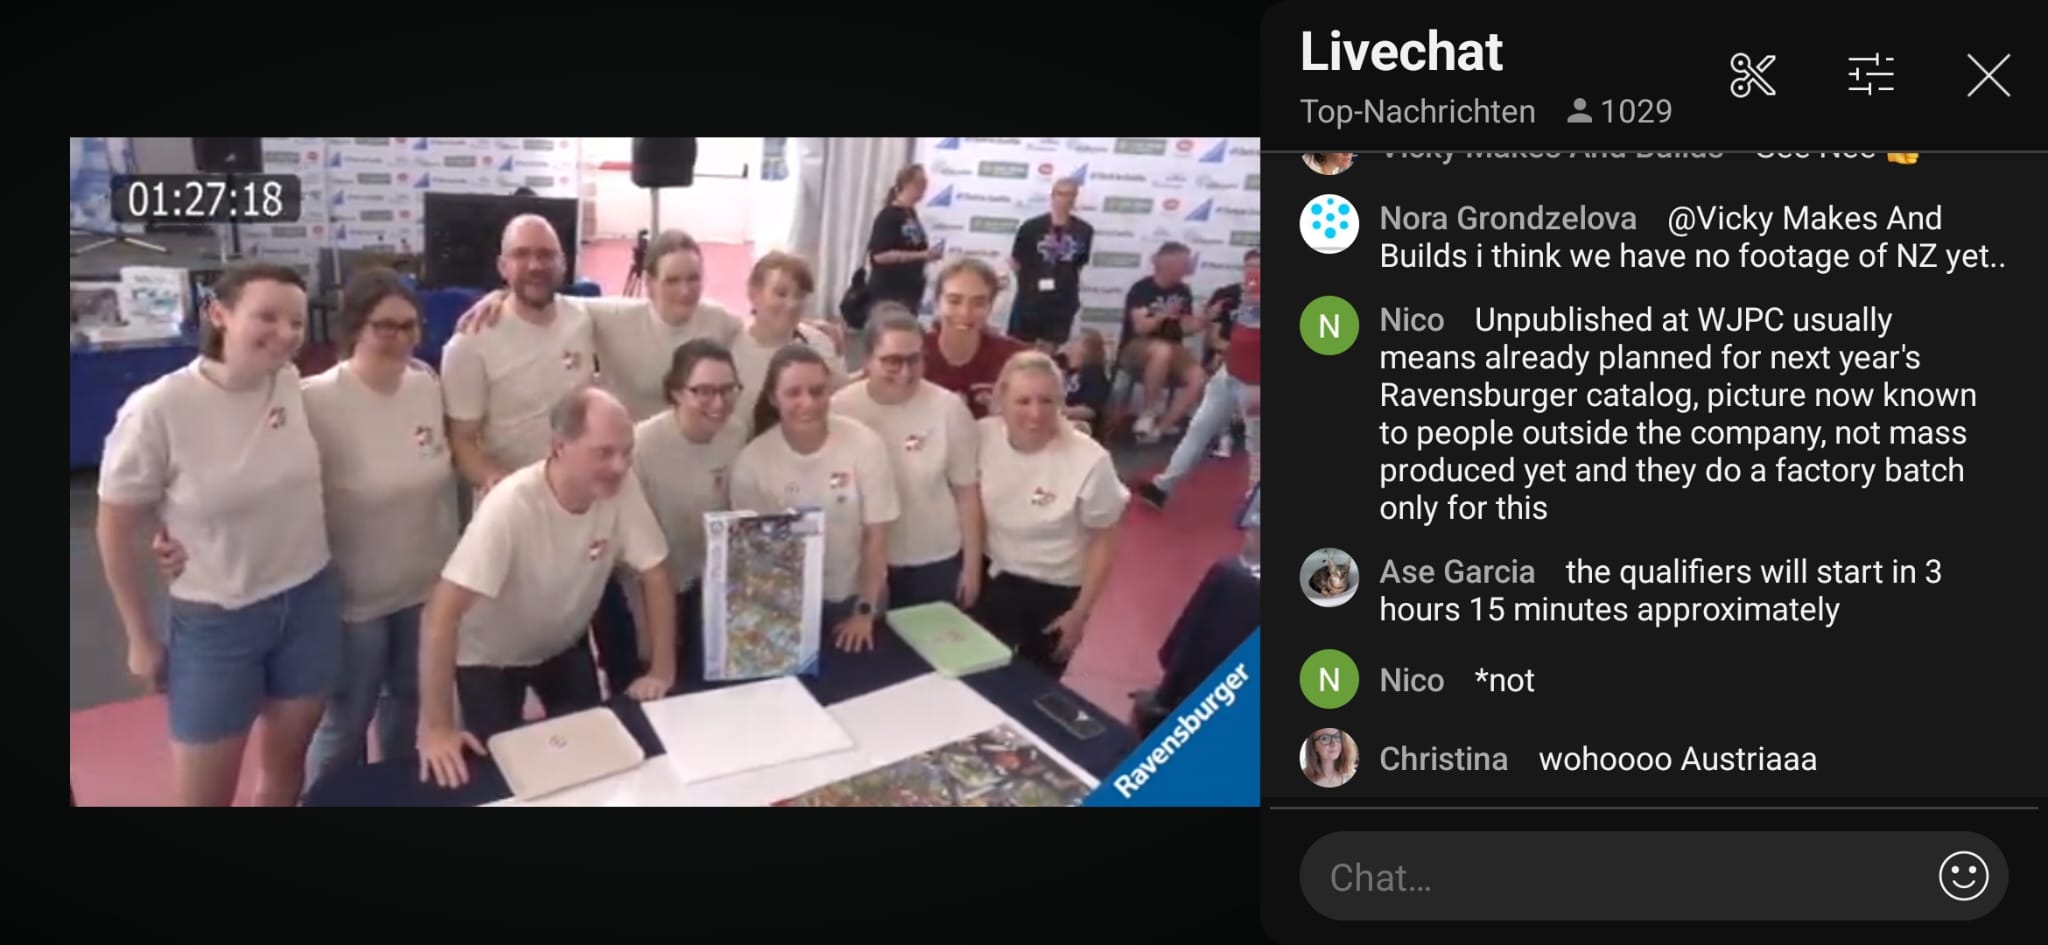 01:27:18
Ravensburger
Livechat
Top-Nachrichten 1029
Nora Grondzelova @Vicky Makes And
Builds i think we have no footage of NZ yet..
Nico Unpublished at WJPC usually
means already planned for next year's
Ravensburger catalog, picture now known
to people outside the company, not mass
produced yet and they do a factory batch
only for this
Ase Garcia the qualifiers will start in 3
hours 15 minutes approximately
N
Nico *not
N
Christina wohoooo Austriaaa
Chat...